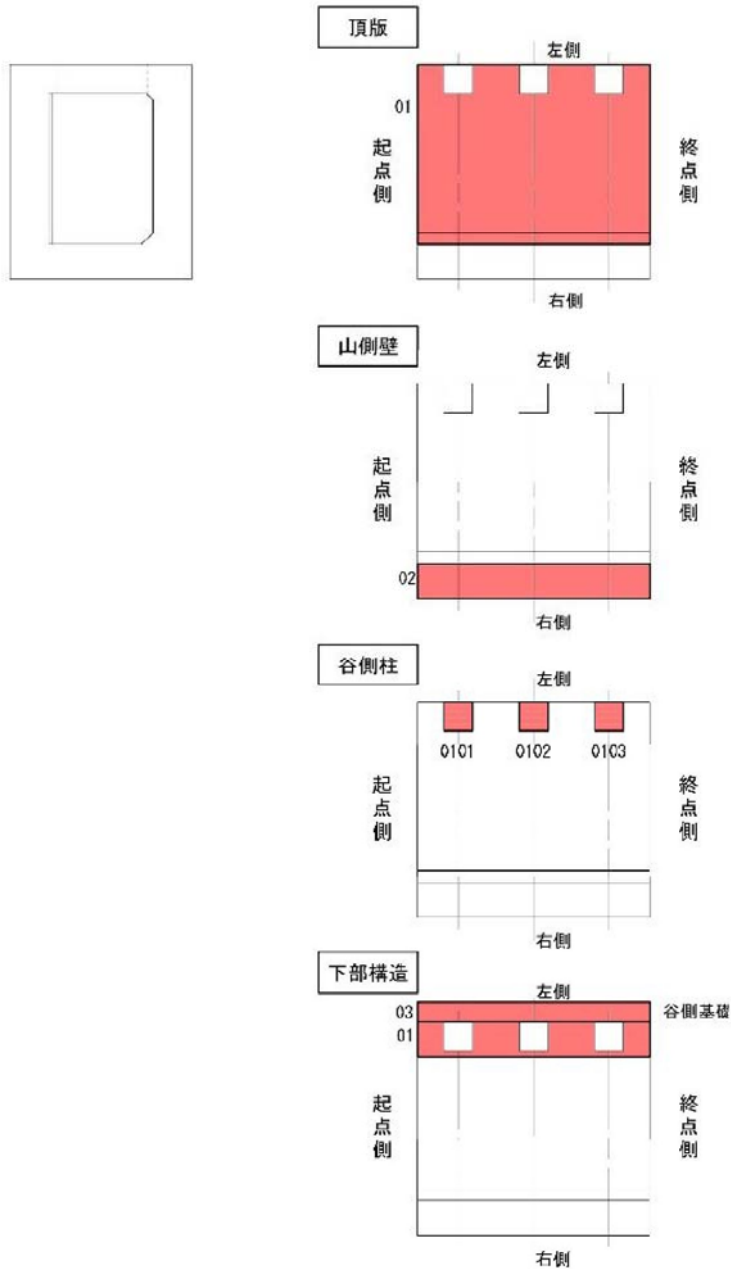 頂版
左側
01
起点側
終点側
右側
山側壁
左側
起点側
終点側
02
右側
谷側柱
左側
0101 0102 0103
起点側
終点側
右側
下部構造
左側
03
谷側基礎
01
起点側
終点側
右側